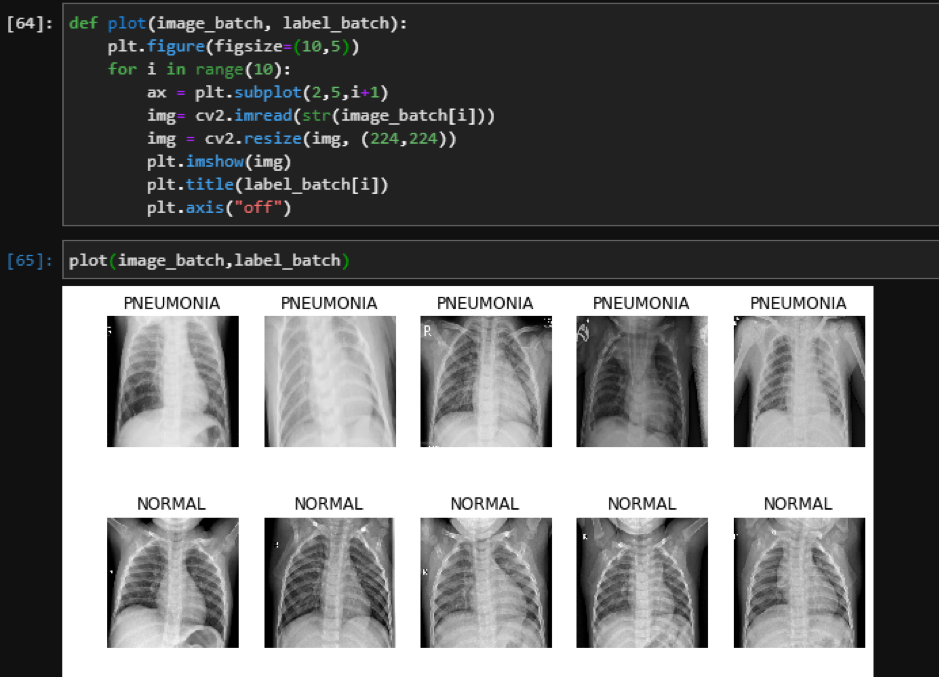 [64]: def plot(image_batch, label_batch):
plt.figure(figsize=(10,5))
for i in range(10):
ax = plt.subplot(2,5,i+1)
img= cv2.imread(str(image_batch[i]))
img = cv2.resize(img, (224,224))
plt.imshow(img)
plt.title(label_batch[i])
plt.axis("off")
[65]: plot(image_batch,label_batch)
PNEUMONIA PNEUMONIA PNEUMONIA PNEUMONIA PNEUMONIA
R
NORMAL NORMAL NORMAL NORMAL NORMAL